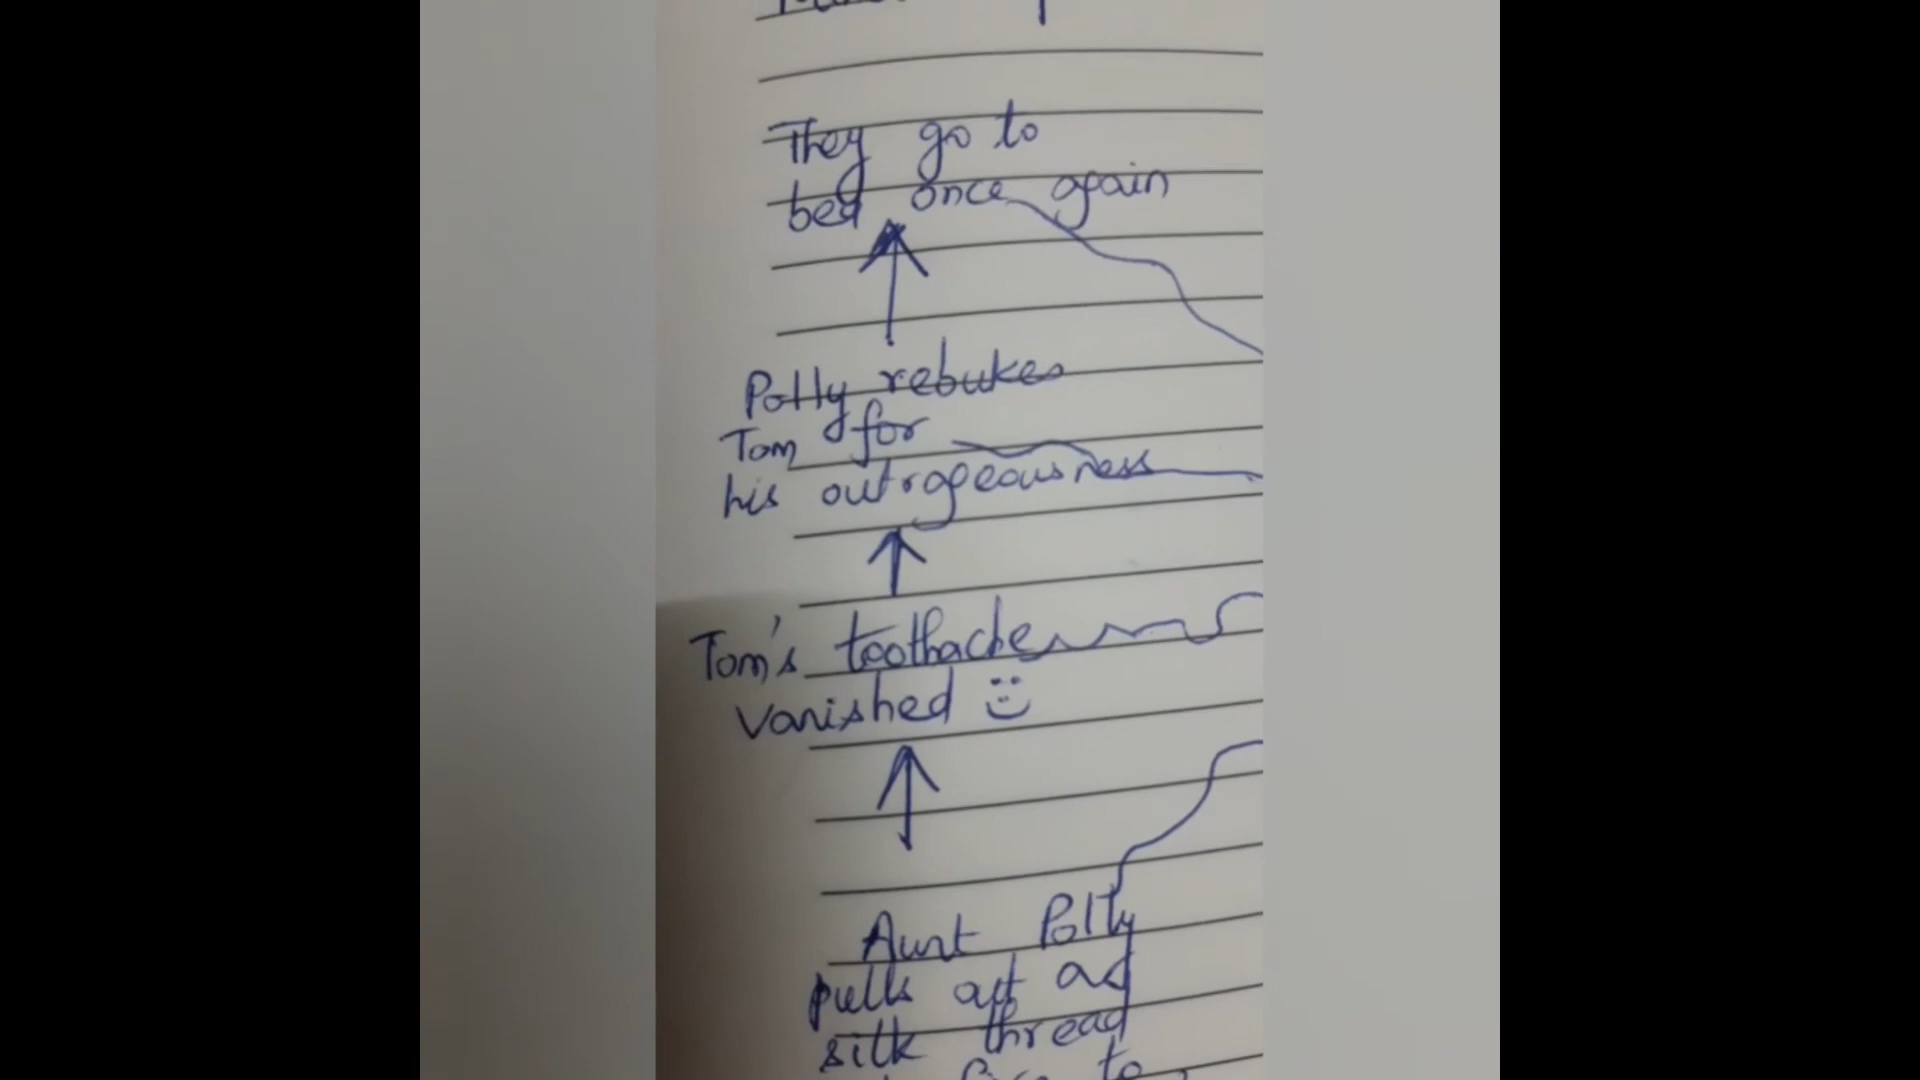 They go to
bed once again
Polly rebukes
Tom for
his outrageousness
Tom's toothache
vanished
Aunt Polly
pulls out a
silk thread
to